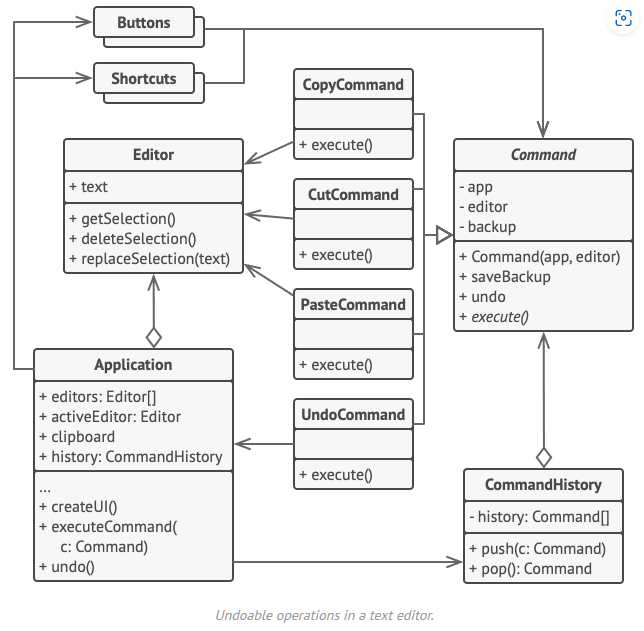 Buttons
Shortcuts
CopyCommand
+ execute()
Editor
+ text
+ getSelection()
+ deleteSelection()
+ replaceSelection(text)
CutCommand
+ execute()
Command
- app
- editor
- backup
+ Command(app, editor)
+ saveBackup
+ undo
+ execute()
PasteCommand
+ execute()
Application
+ editors: Editor[]
+ activeEditor: Editor
+ clipboard
+ history: CommandHistory
...
+ createUI()
+ executeCommand(
c: Command)
+ undo()
UndoCommand
+ execute()
CommandHistory
- history: Command[]
+ push(c: Command)
+ pop(): Command
Undoable operations in a text editor.